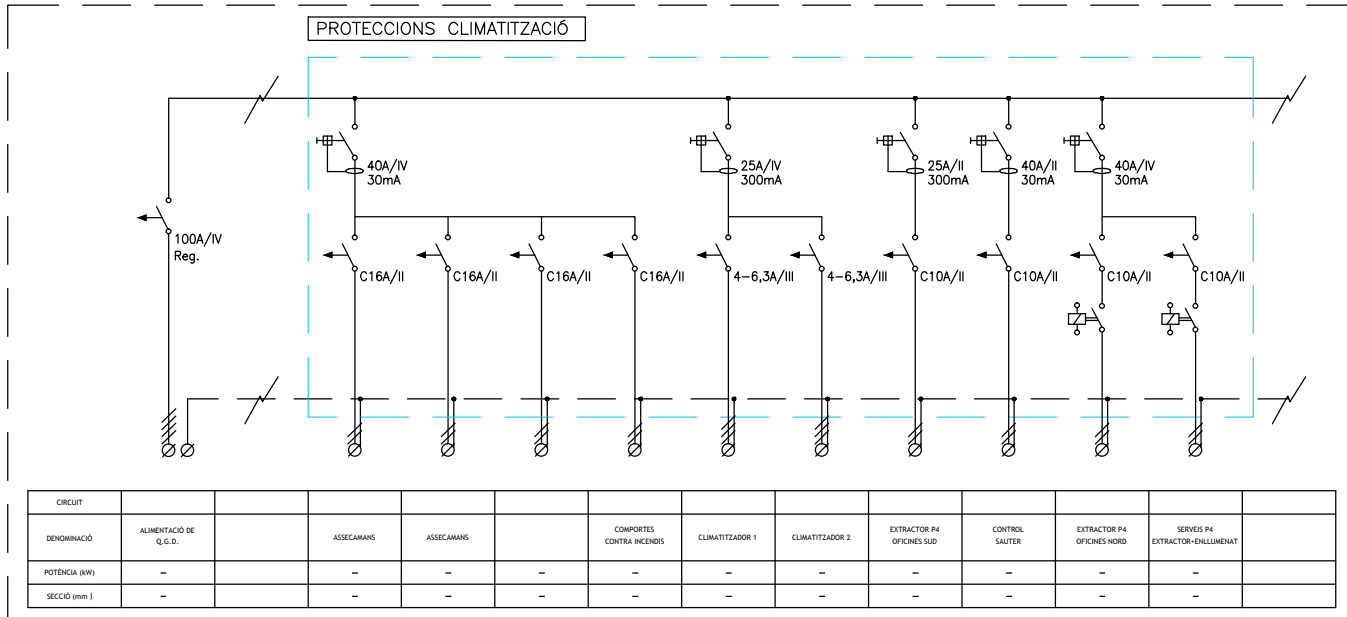 PROTECCIONS CLIMATITZACIÓ
40A/IV
30mA
25A/IV
300mA
25A/II
300mA
40A/II
30mA
40A/IV
30mA
100A/IV
Reg.
C16A/II
C16A/II
C16A/II
C16A/II
4-6,3A/III
4-6,3A/III
C10A/II
C10A/II
C10A/II
C10A/II
CIRCUIT
DENOMINACIÓ
ALIMENTACIÓ DE
Q.G.D.
ASSECAMANS
ASSECAMANS
COMPORTES
CONTRA INCENDIS
CLIMATITZADOR 1
CLIMATITZADOR 2
EXTRACTOR P4
OFICINES SUD
CONTROL
SAUTER
EXTRACTOR P4
OFICINES NORD
SERVEIS P4
EXTRACTOR+ENLLUMENAT
POTÈNCIA (kW) - - - - - - - - - - -
SECCIÓ (mm ) - - - - - - - - - - -